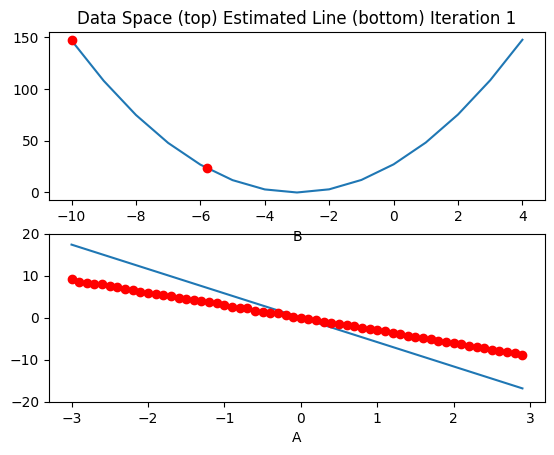 Data Space (top) Estimated Line (bottom) Iteration 1
150
100
50
0
−10 −8 −6 −4 −2 0 2 4
B
20
10
0
−10
−20
−3 −2 −1 0 1 2 3
A